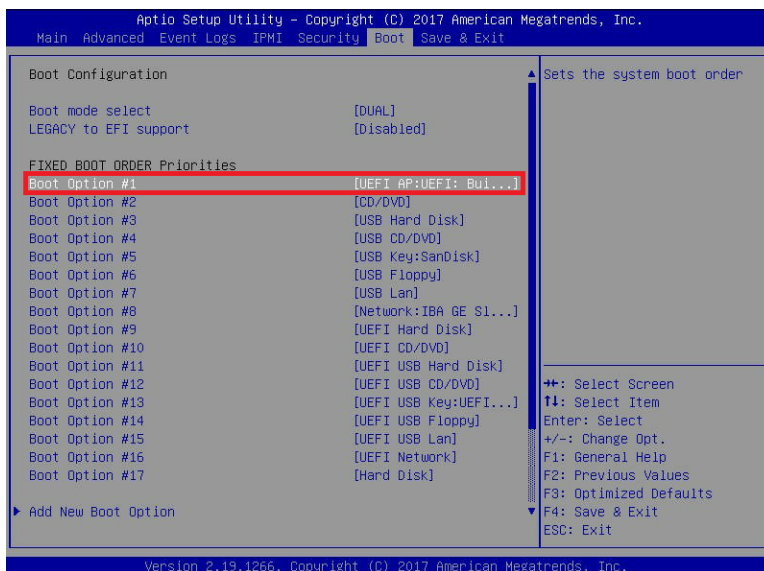 Aptio Setup Utility – Copyright (C) 2017 American Megatrends, Inc.
Main Advanced Event Logs IPMI Security Boot Save & Exit
Boot Configuration
Sets the system boot order
Boot mode select [DUAL]
LEGACY to EFI support [Disabled]
FIXED BOOT ORDER Priorities
Boot Option #1 [UEFI AP:UEFI: Bui...]
Boot Option #2 [CD/DVD]
Boot Option #3 [USB Hard Disk]
Boot Option #4 [USB CD/DVD]
Boot Option #5 [USB Key:SanDisk]
Boot Option #6 [USB Floppy]
Boot Option #7 [USB Lan]
Boot Option #8 [Network:IBA GE Sl...]
Boot Option #9 [UEFI Hard Disk]
Boot Option #10 [UEFI CD/DVD]
Boot Option #11 [UEFI USB Hard Disk]
Boot Option #12 [UEFI USB CD/DVD]
Boot Option #13 [UEFI USB Key:UEFI...]
Boot Option #14 [UEFI USB Floppy]
Boot Option #15 [UEFI USB Lan]
Boot Option #16 [UEFI Network]
Boot Option #17 [Hard Disk]
Add New Boot Option
→←: Select Screen
↑↓: Select Item
Enter: Select
+/-: Change Opt.
F1: General Help
F2: Previous Values
F3: Optimized Defaults
F4: Save & Exit
ESC: Exit
Version 2.19.1266. Copyright (C) 2017 American Megatrends, Inc.